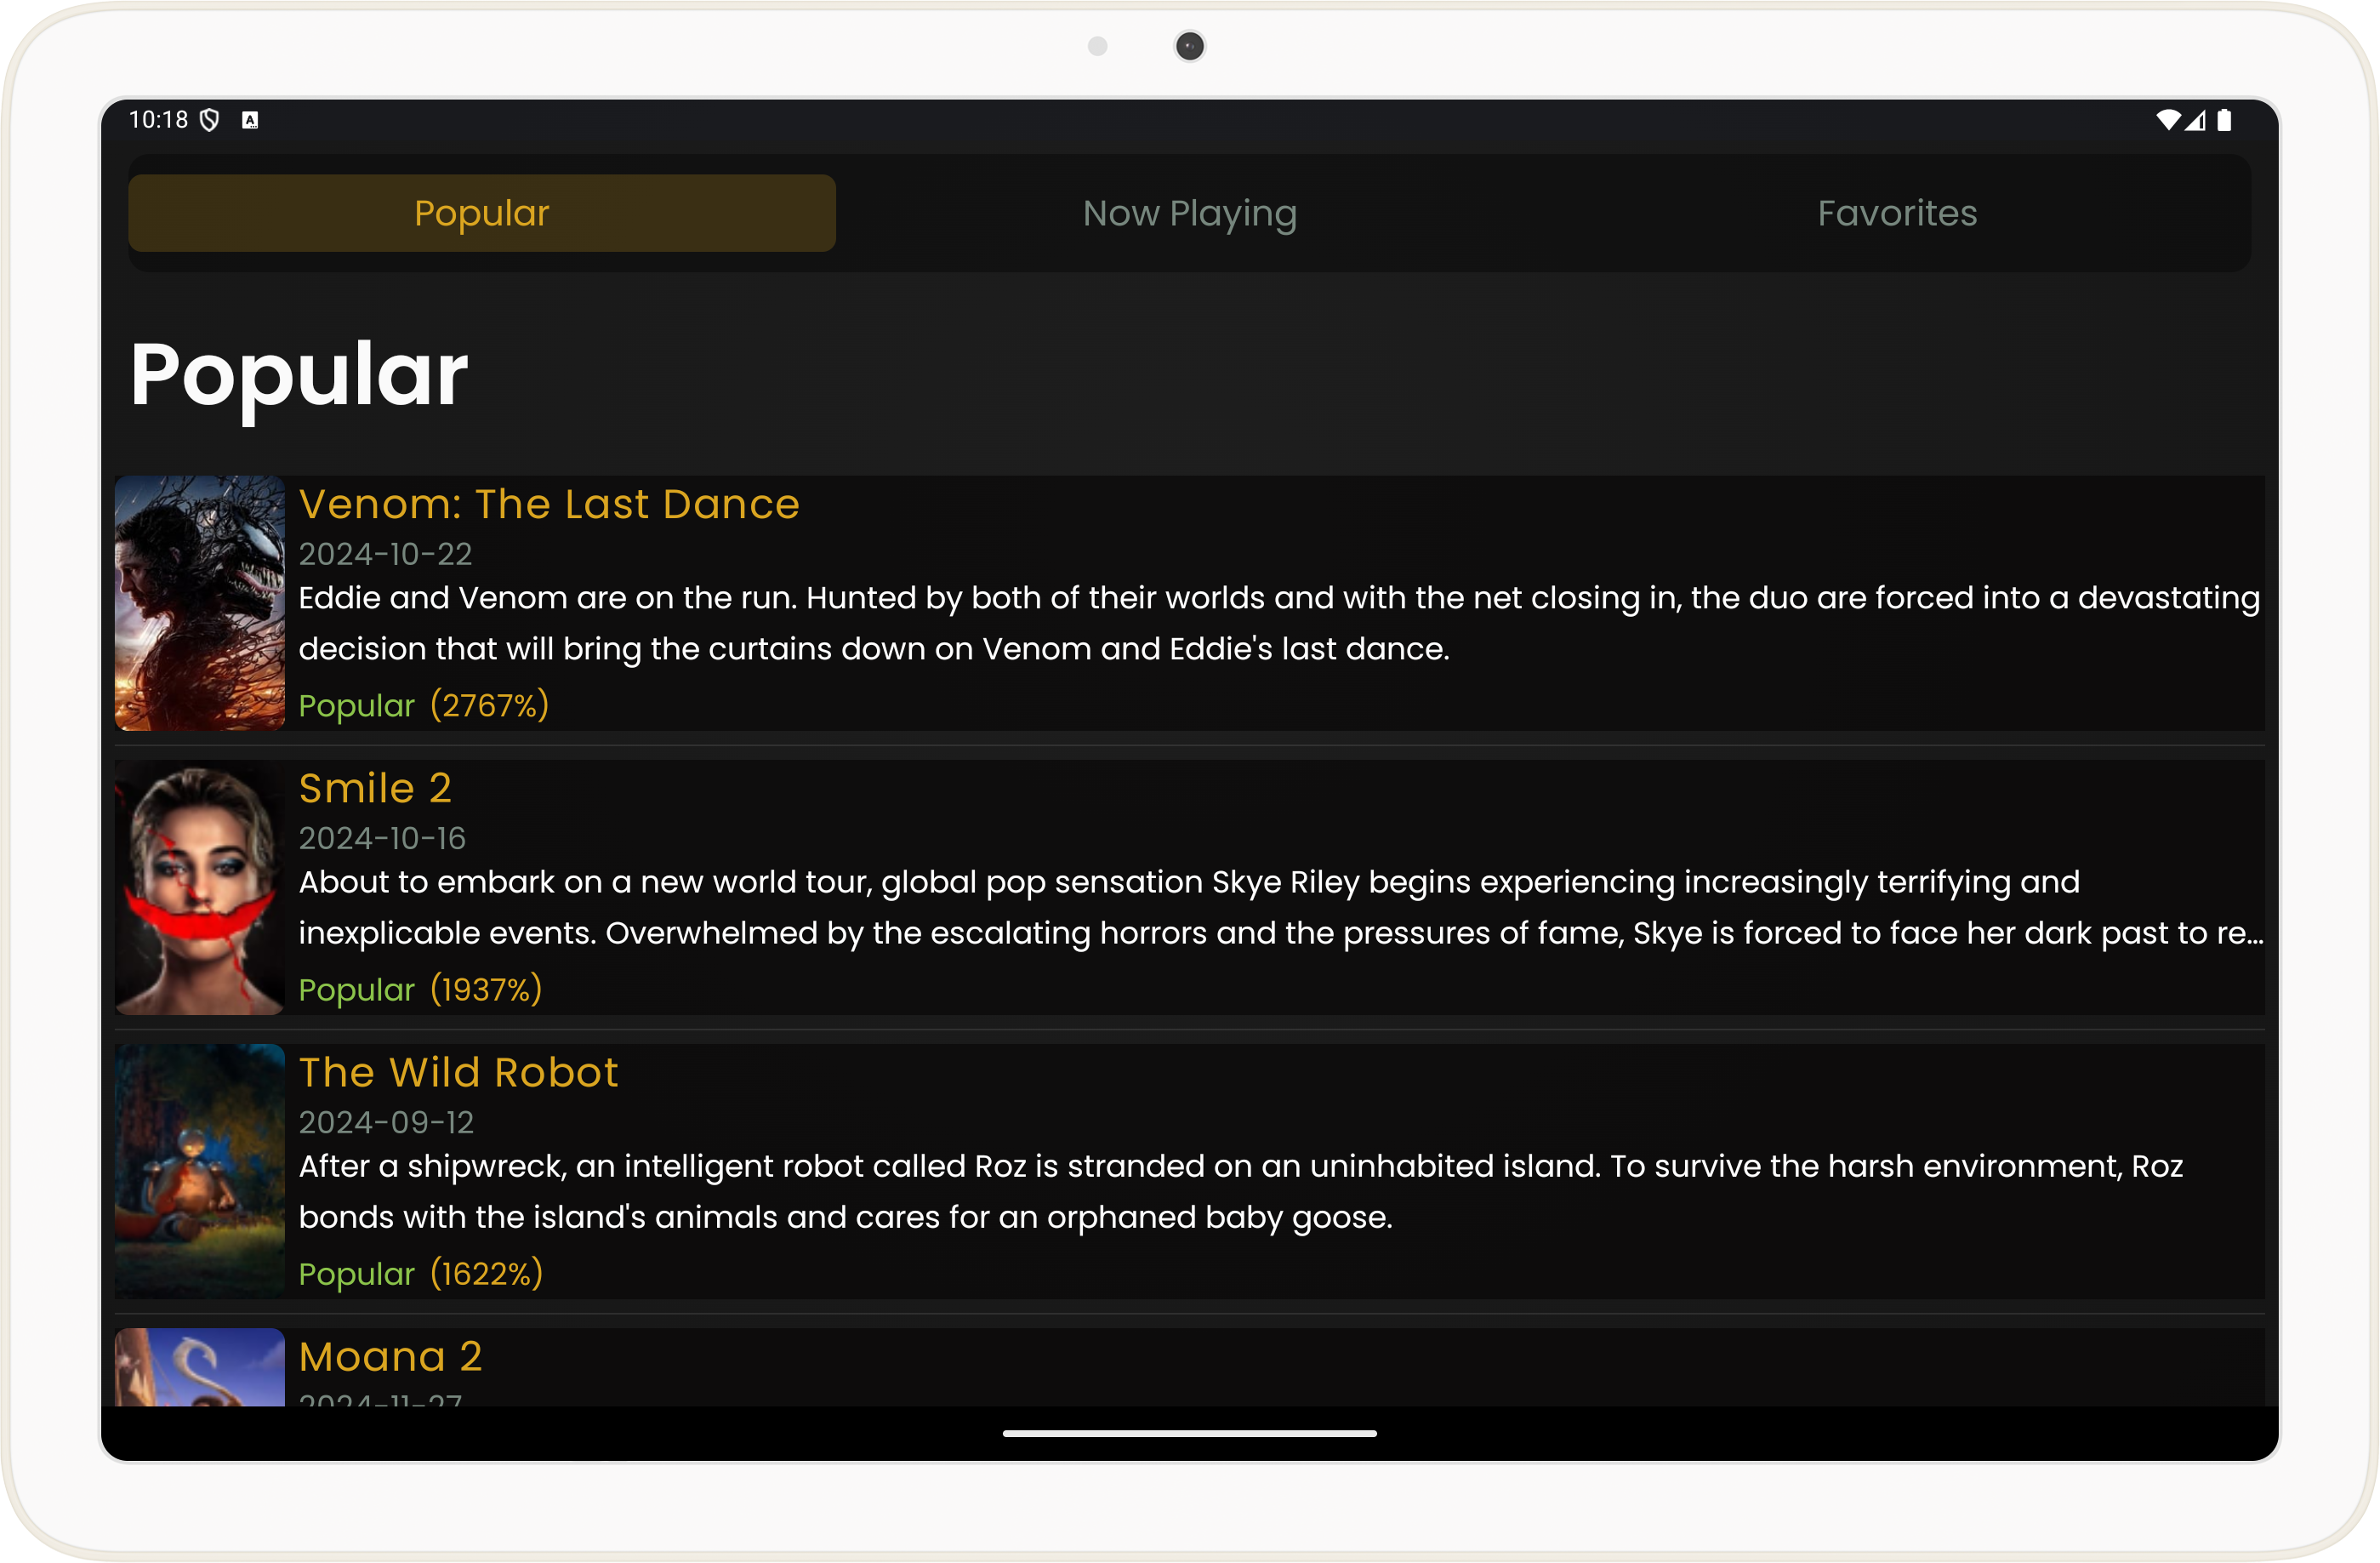 10:18
A
Popular
Now Playing
Favorites
Popular
Venom: The Last Dance
2024-10-22
Eddie and Venom are on the run. Hunted by both of their worlds and with the net closing in, the duo are forced into a devastating
decision that will bring the curtains down on Venom and Eddie's last dance.
Popular (2767%)
Smile 2
2024-10-16
About to embark on a new world tour, global pop sensation Skye Riley begins experiencing increasingly terrifying and
inexplicable events. Overwhelmed by the escalating horrors and the pressures of fame, Skye is forced to face her dark past to re...
Popular (1937%)
The Wild Robot
2024-09-12
After a shipwreck, an intelligent robot called Roz is stranded on an uninhabited island. To survive the harsh environment, Roz
bonds with the island's animals and cares for an orphaned baby goose.
Popular (1622%)
Moana 2
2024-11-27